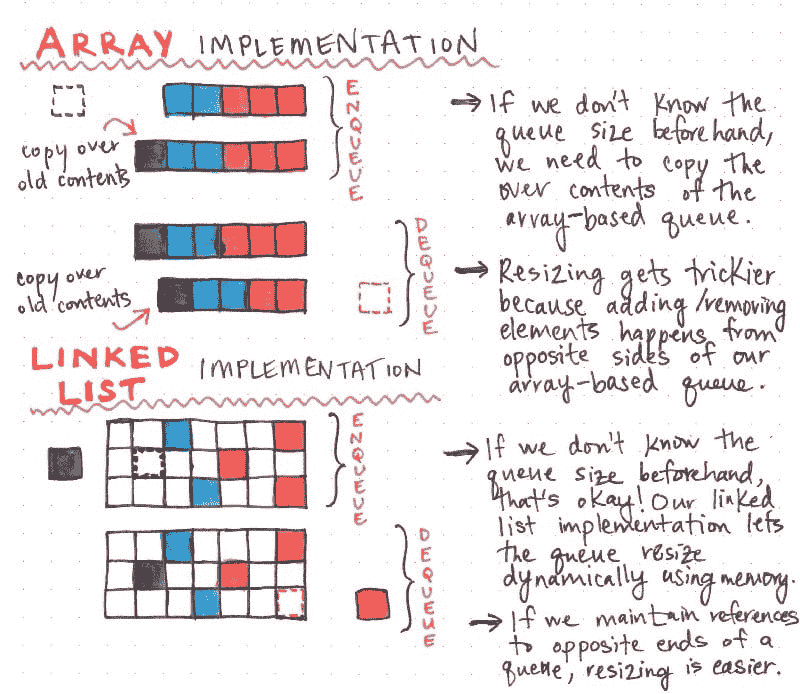 ARRAY IMPLEMENTATION
ENQUEUE
copy over
old contents
→ If we don't know the
queue size beforehand,
we need to copy the
over contents of the
array-based queue.
DEQUEUE
copy over
old contents
→ Resizing gets trickier
because adding/removing
elements happens from
opposite sides of our
array-based queue.
LINKED
LIST IMPLEMENTATION
ENQUEUE
→ If we don't know the
queue size beforehand,
that's okay! Our linked
list implementation lets
the queue resize
dynamically using memory.
DEQUEUE
→ If we maintain references
to opposite ends of a
queue, resizing is easier.